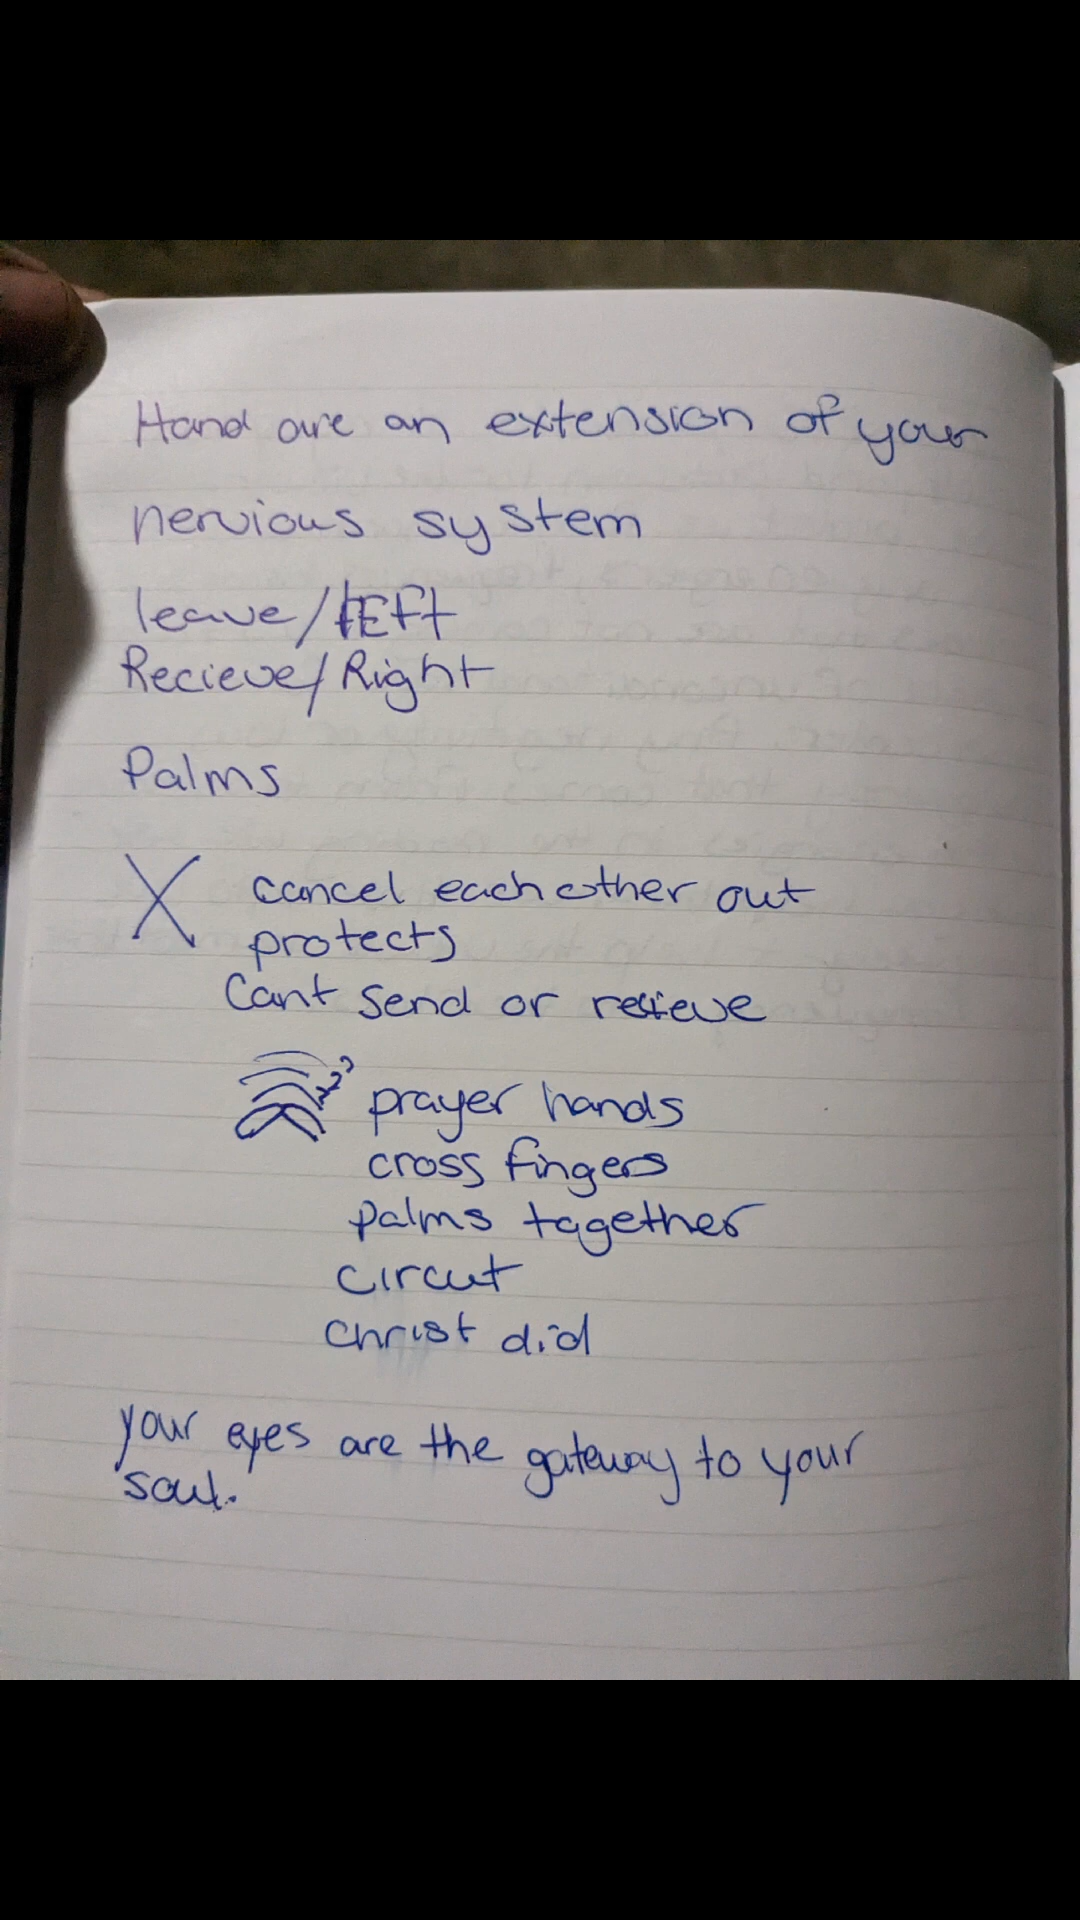 Hand are an extension of your
nervious system
leave/lEft
Recieve/Right
Palms
X cancel each other out
protects
Cant send or recieve
prayer hands
cross fingers
palms together
circut
christ did
your eyes are the gateway to your
soul.